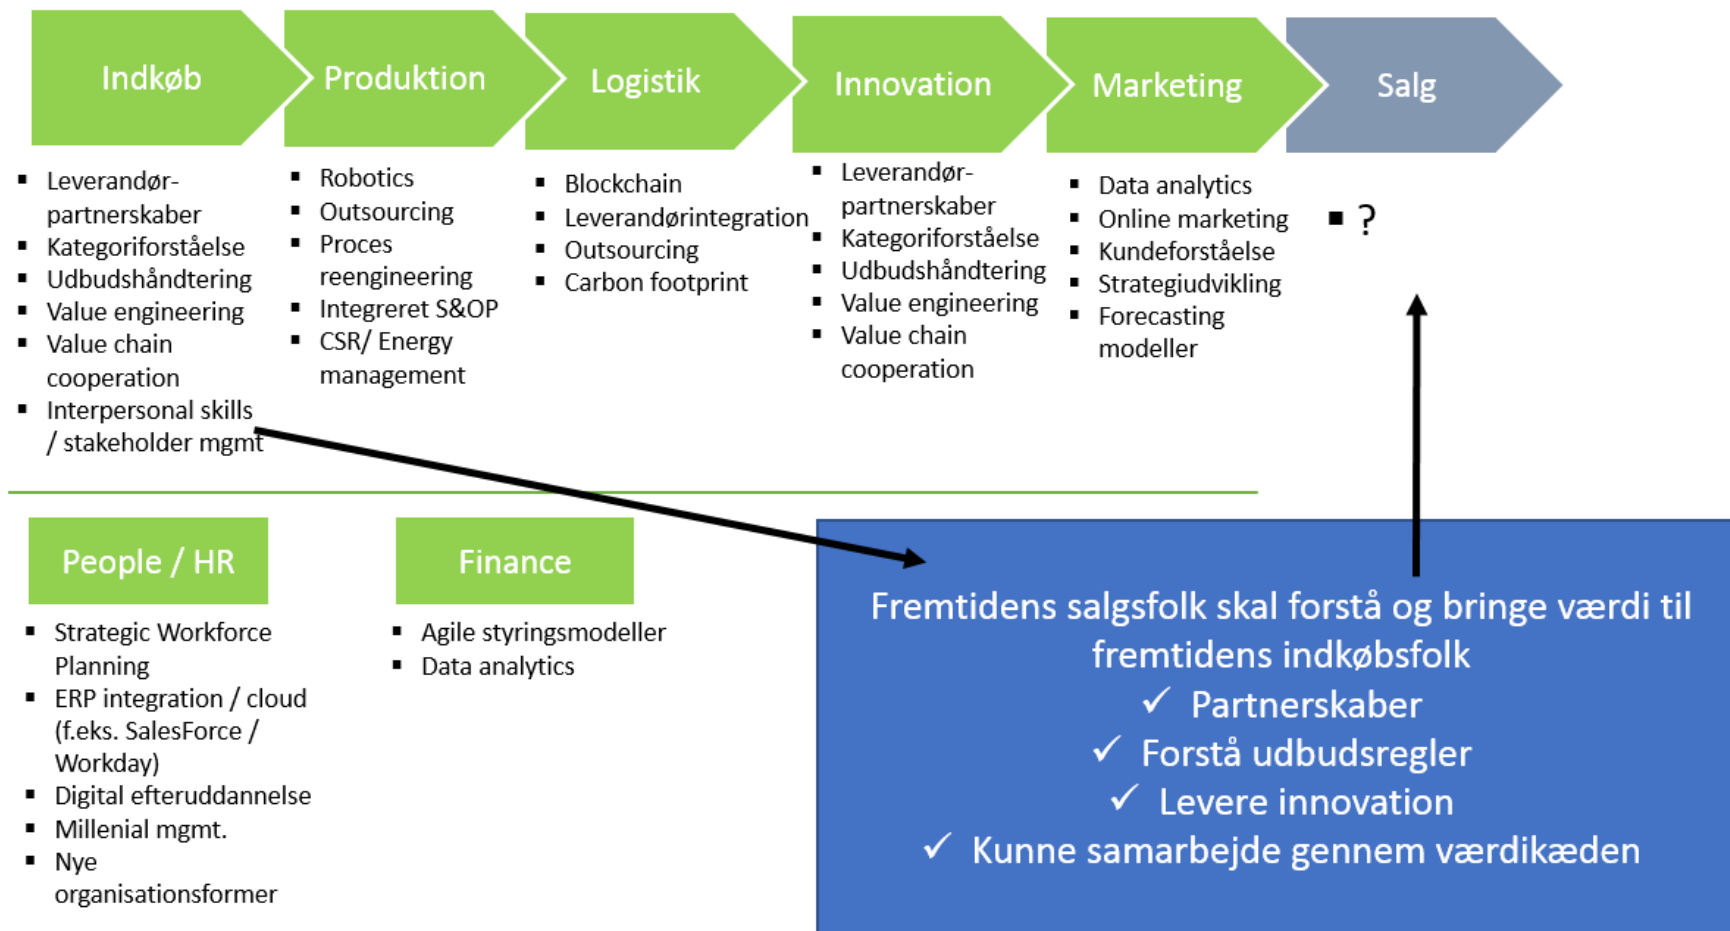 Indkøb
Produktion
Logistik
Innovation
Marketing
Salg
▪ Leverandør-
partnerskaber
▪ Kategoriforståelse
▪ Udbudshåndtering
▪ Value engineering
▪ Value chain
cooperation
▪ Interpersonal skills
/ stakeholder mgmt
▪ Robotics
▪ Outsourcing
▪ Proces
reengineering
▪ Integreret S&OP
▪ CSR/ Energy
management
▪ Blockchain
▪ Leverandørintegration
▪ Outsourcing
▪ Carbon footprint
▪ Leverandør-
partnerskaber
▪ Kategoriforståelse
▪ Udbudshåndtering
▪ Value engineering
▪ Value chain
cooperation
▪ Data analytics
▪ Online marketing
▪ Kundeforståelse
▪ Strategiudvikling
▪ Forecasting
modeller
▪ ?
People / HR
▪ Strategic Workforce
Planning
▪ ERP integration / cloud
(f.eks. SalesForce /
Workday)
▪ Digital efteruddannelse
▪ Millenial mgmt.
▪ Nye
organisationsformer
Finance
▪ Agile styringsmodeller
▪ Data analytics
Fremtidens salgsfolk skal forstå og bringe værdi til
fremtidens indkøbsfolk
✓ Partnerskaber
✓ Forstå udbudsregler
✓ Levere innovation
✓ Kunne samarbejde gennem værdikæden